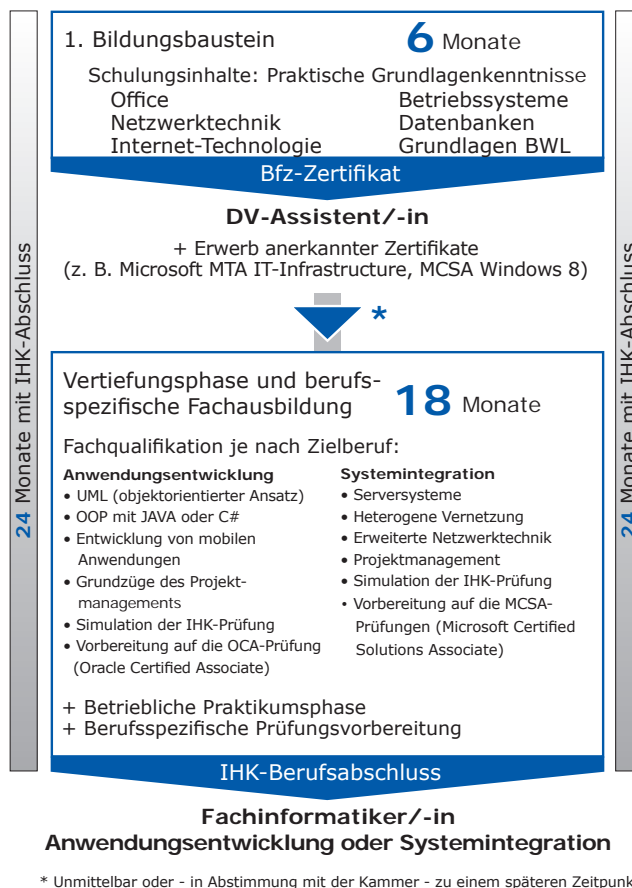 1. Bildungsbaustein 6 Monate
Schulungsinhalte: Praktische Grundlagenkenntnisse
Office Betriebssysteme
Netzwerktechnik Datenbanken
Internet-Technologie Grundlagen BWL
Bfz-Zertifikat
DV-Assistent/-in
+ Erwerb anerkannter Zertifikate
(z. B. Microsoft MTA IT-Infrastructure, MCSA Windows 8)
*
24 Monate mit IHK-Abschluss
24 Monate mit IHK-Abschluss
Vertiefungsphase und berufs-
spezifische Fachausbildung 18 Monate
Fachqualifikation je nach Zielberuf:
Anwendungsentwicklung
• UML (objektorientierter Ansatz)
• OOP mit JAVA oder C#
• Entwicklung von mobilen
Anwendungen
• Grundzüge des Projekt-
managements
• Simulation der IHK-Prüfung
• Vorbereitung auf die OCA-Prüfung
(Oracle Certified Associate)
Systemintegration
• Serversysteme
• Heterogene Vernetzung
• Erweiterte Netzwerktechnik
• Projektmanagement
• Simulation der IHK-Prüfung
• Vorbereitung auf die MCSA-
Prüfungen (Microsoft Certified
Solutions Associate)
+ Betriebliche Praktikumsphase
+ Berufsspezifische Prüfungsvorbereitung
IHK-Berufsabschluss
Fachinformatiker/-in
Anwendungsentwicklung oder Systemintegration
* Unmittelbar oder - in Abstimmung mit der Kammer - zu einem späteren Zeitpunk